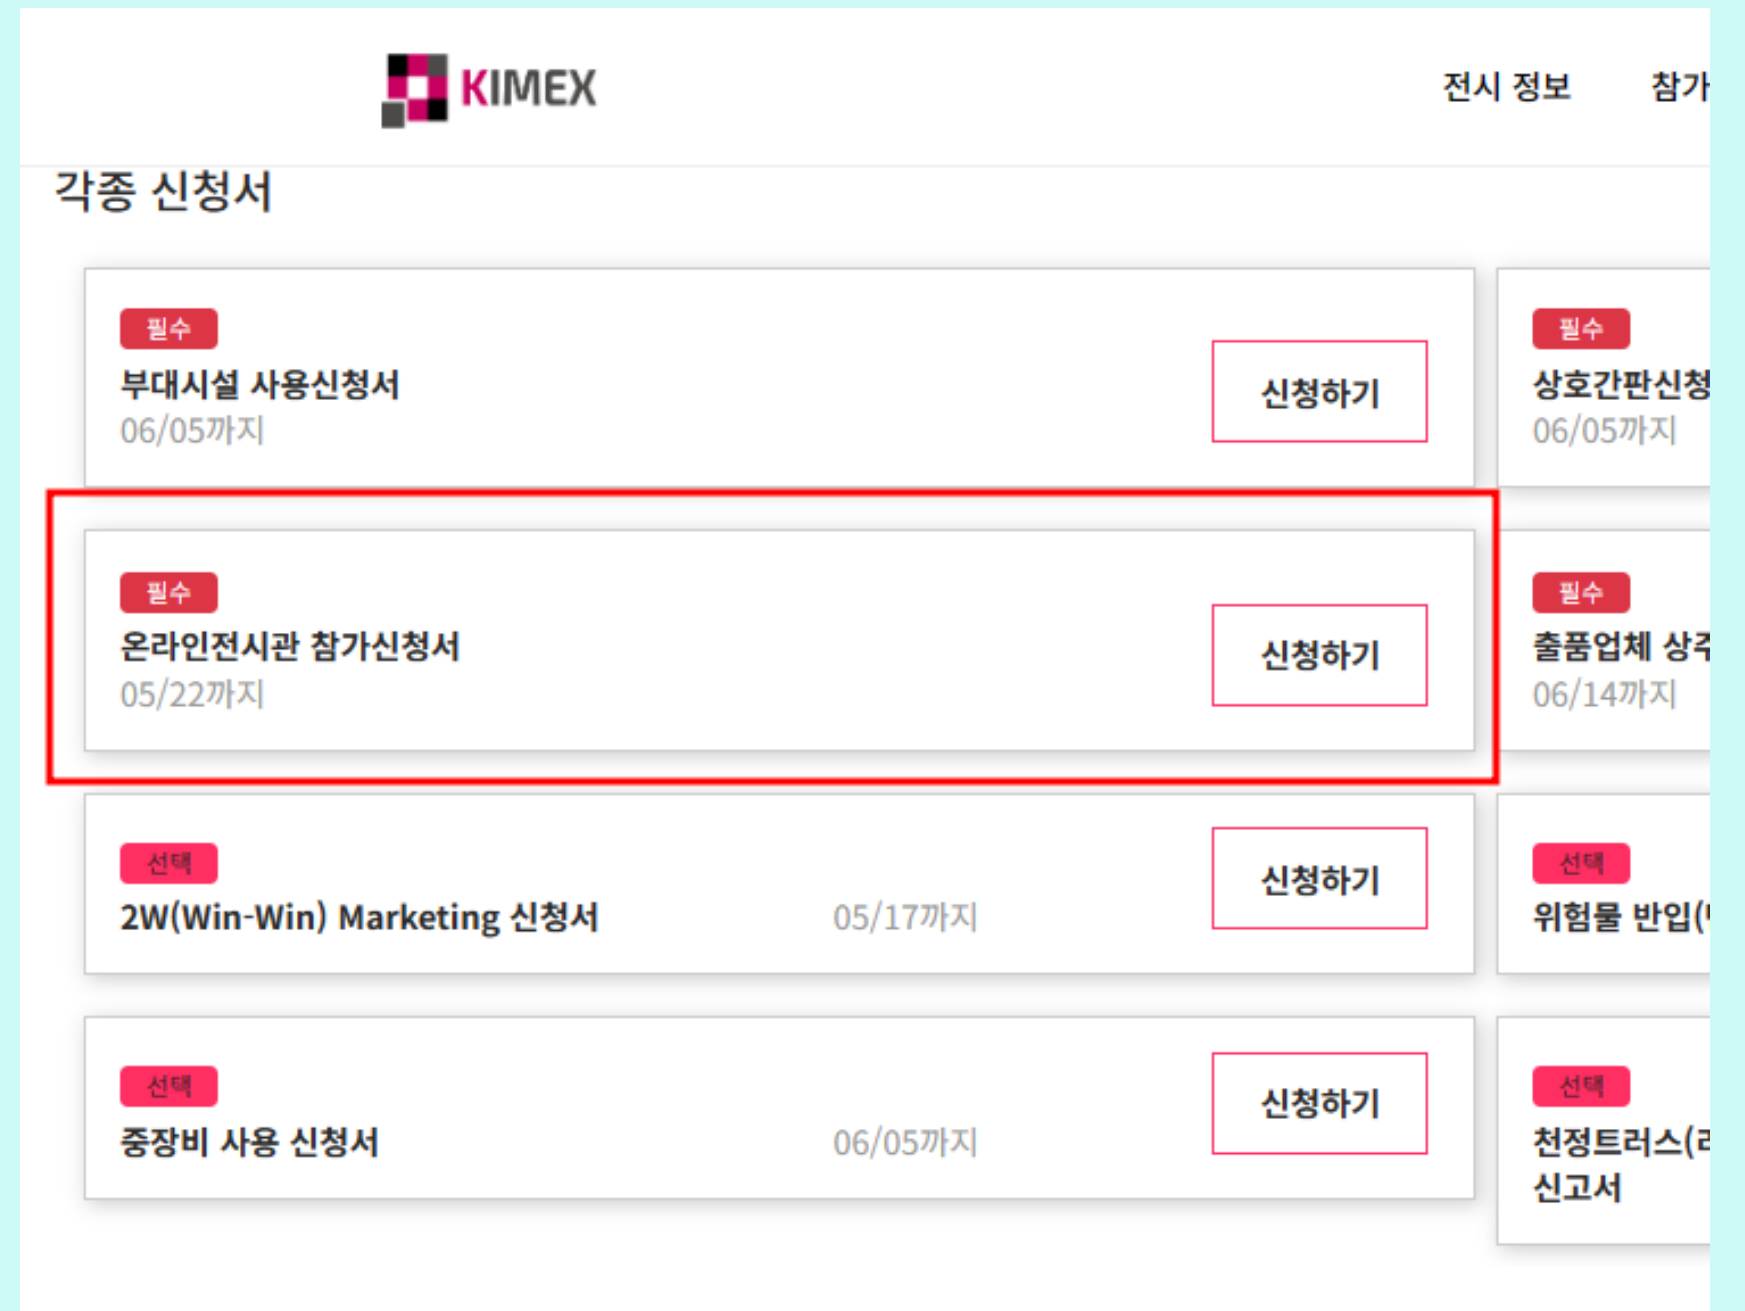 KIMEX
전시 정보
참가
각종 신청서
필수
부대시설 사용신청서
06/05까지
신청하기
필수
상호간판신청
06/05까지
필수
온라인전시관 참가신청서
05/22까지
신청하기
필수
출품업체 상주
06/14까지
선택
2W(Win-Win) Marketing 신청서
05/17까지
신청하기
선택
위험물 반입(
선택
중장비 사용 신청서
06/05까지
신청하기
선택
천정트러스(
신고서